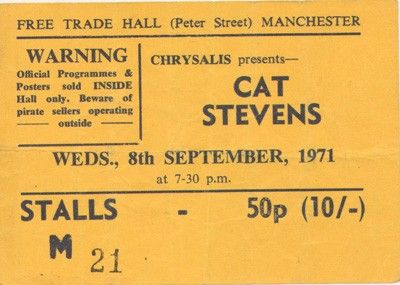 FREE TRADE HALL (Peter Street) MANCHESTER
WARNING
Official Programmes &
Posters sold INSIDE
Hall only. Beware of
pirate sellers operating
- outside -
CHRYSALIS presents—
CAT
STEVENS
WEDS., 8th SEPTEMBER, 1971
at 7-30 p.m.
STALLS - 50p (10/-)
M 21